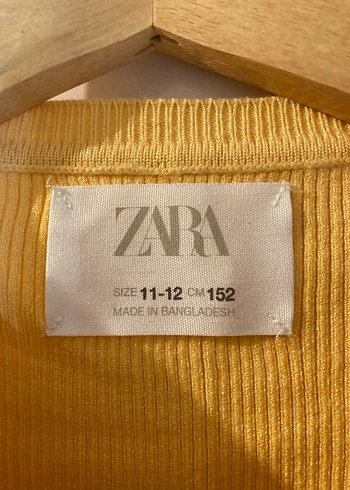 ZARA
SIZE 11-12 CM 152
MADE IN BANGLADESH